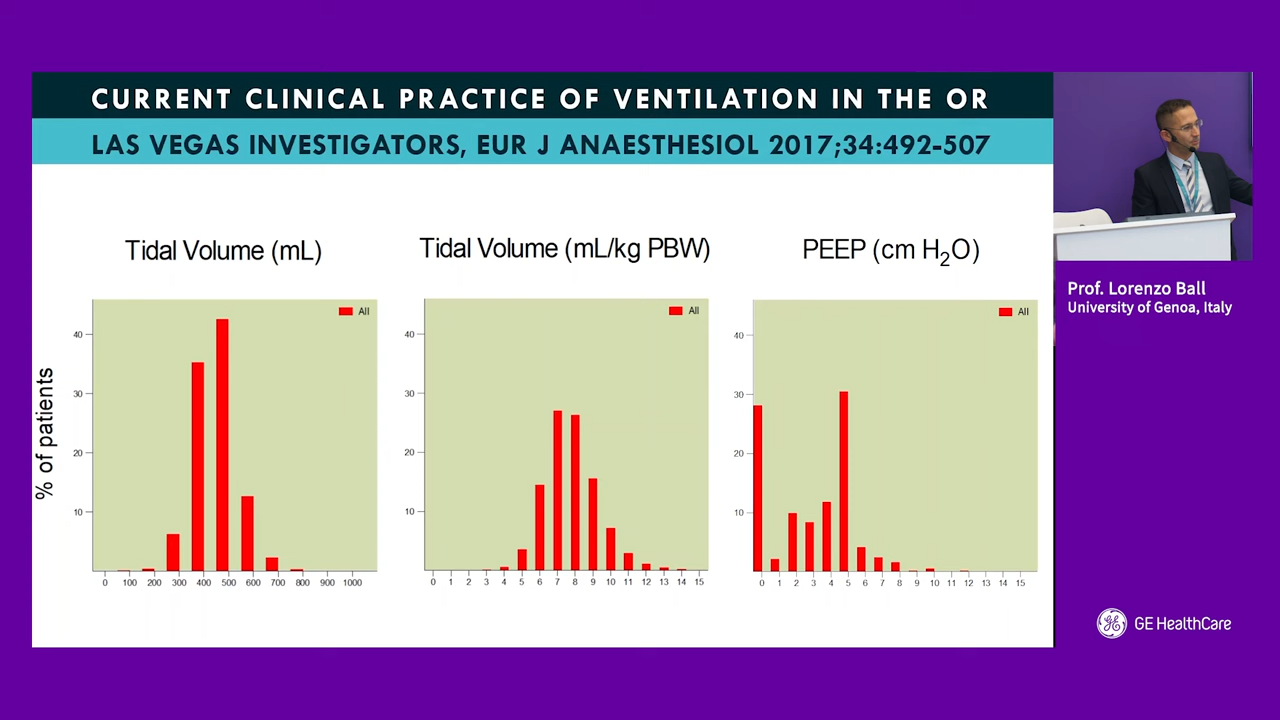 CURRENT CLINICAL PRACTICE OF VENTILATION IN THE OR
LAS VEGAS INVESTIGATORS, EUR J ANAESTHESIOL 2017;34:492-507
Tidal Volume (mL)
Tidal Volume (mL/kg PBW)
PEEP (cm H₂O)
% of patients
All
40
30
20
10
0 100 200 300 400 500 600 700 800 900 1000
All
40
30
20
10
0 1 2 3 4 5 6 7 8 9 10 11 12 13 14 15
All
40
30
20
10
0 1 2 3 4 5 6 7 8 9 10 11 12 13 14 15
Prof. Lorenzo Ball
University of Genoa, Italy
GE HealthCare